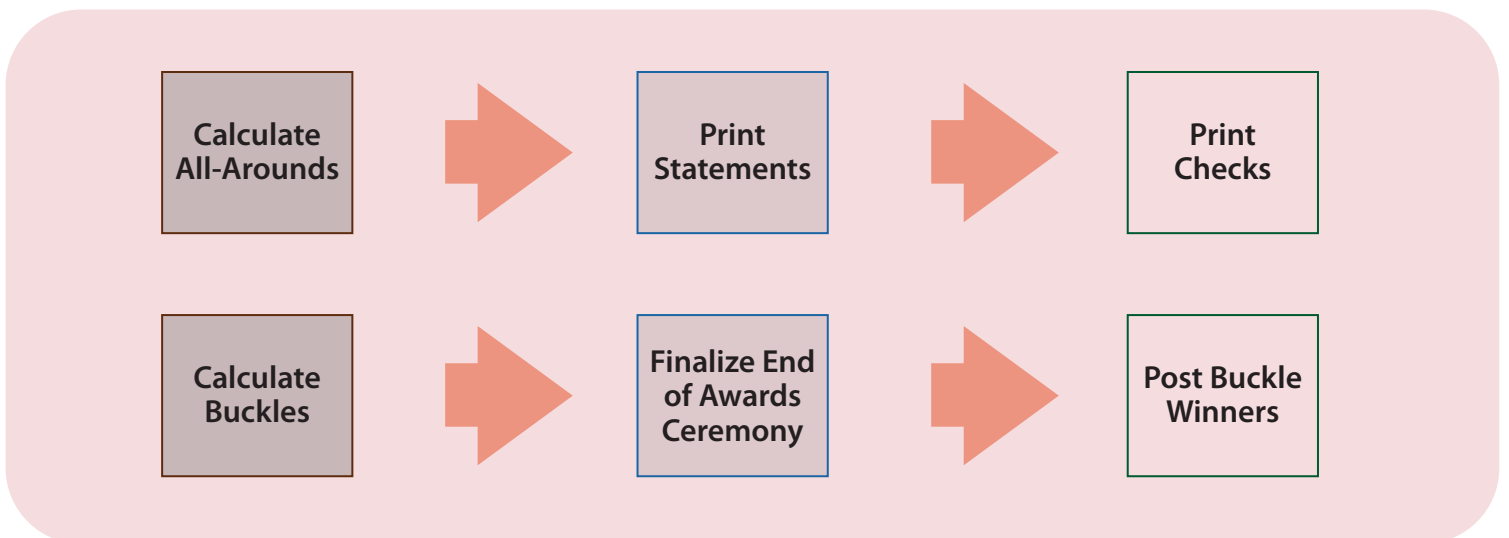 Calculate
All-Arounds
Print
Statements
Print
Checks
Calculate
Buckles
Finalize End
of Awards
Ceremony
Post Buckle
Winners